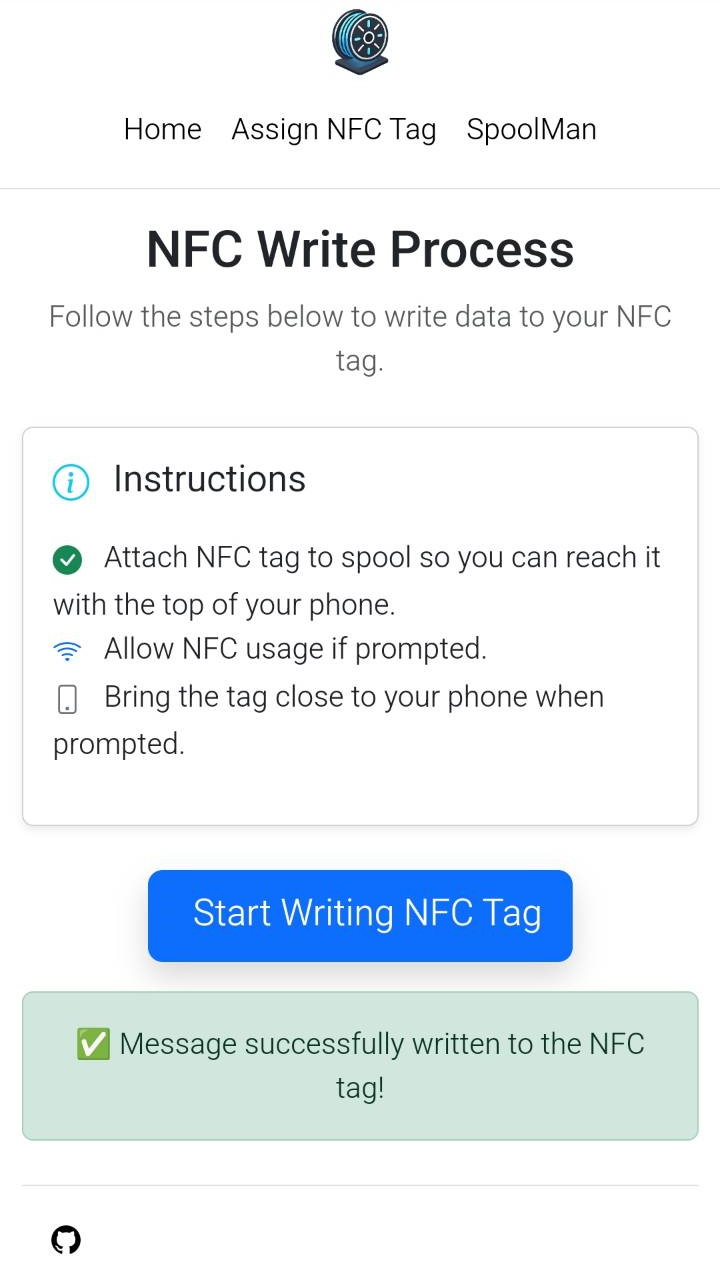 Home Assign NFC Tag SpoolMan
NFC Write Process
Follow the steps below to write data to your NFC
tag.
Instructions
Attach NFC tag to spool so you can reach it
with the top of your phone.
Allow NFC usage if prompted.
Bring the tag close to your phone when
prompted.
Start Writing NFC Tag
✅ Message successfully written to the NFC
tag!